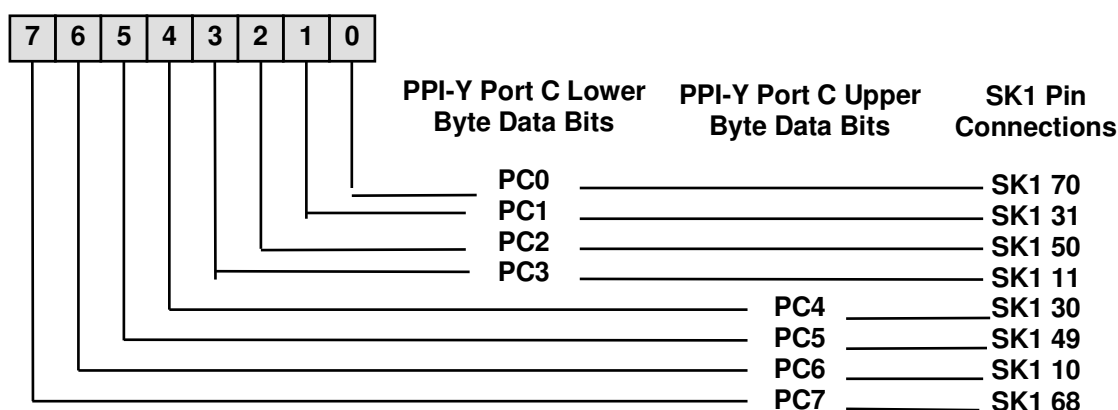 7 6 5 4 3 2 1 0
PPI-Y Port C Lower PPI-Y Port C Upper SK1 Pin
Byte Data Bits Byte Data Bits Connections
PC0 SK1 70
PC1 SK1 31
PC2 SK1 50
PC3 SK1 11
PC4 SK1 30
PC5 SK1 49
PC6 SK1 10
PC7 SK1 68